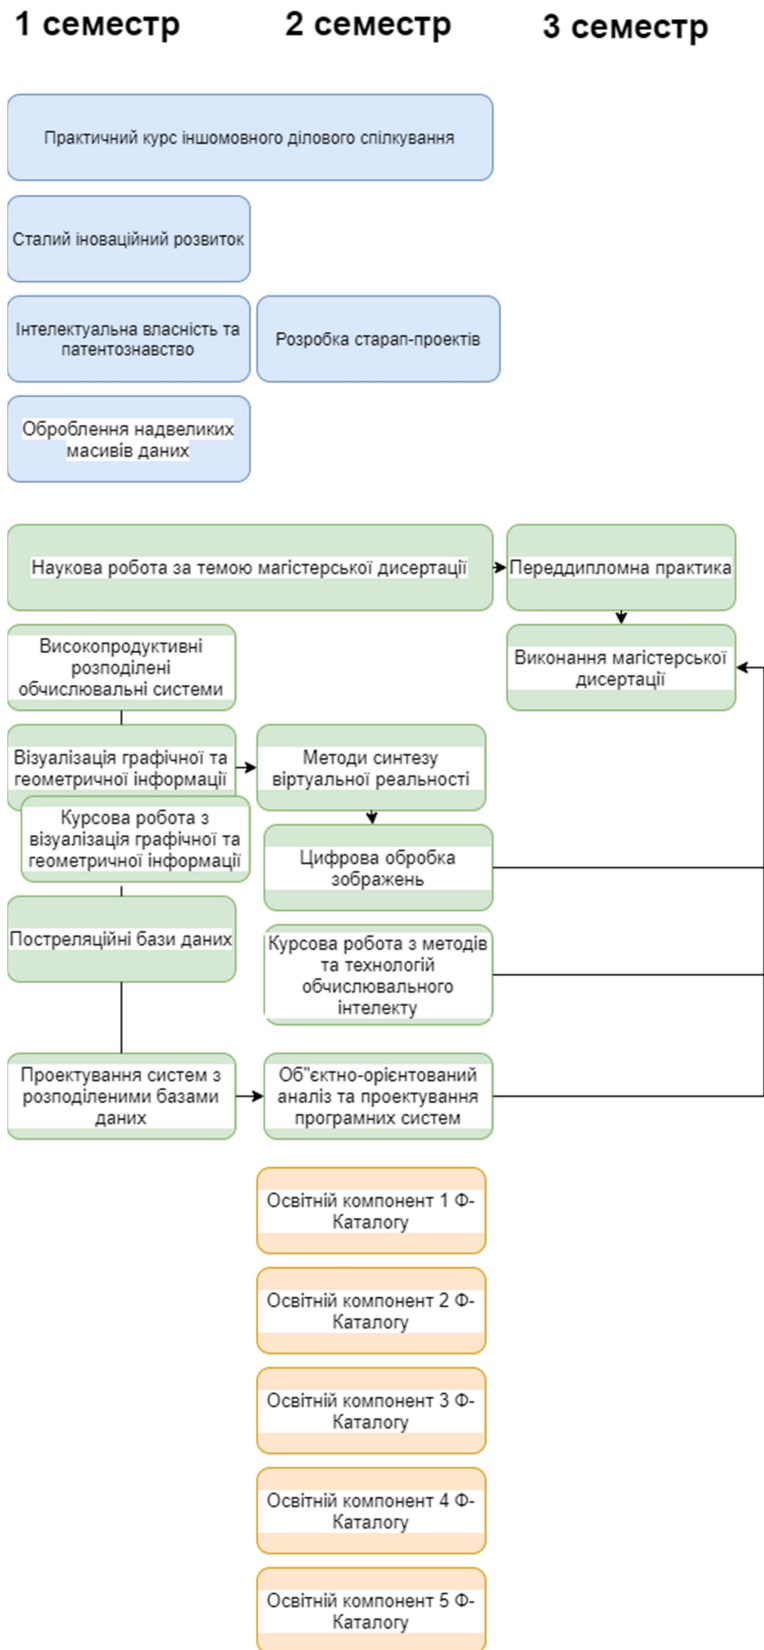 1 семестр 2 семестр 3 семестр
Практичний курс іншомовного ділового спілкування
Сталий іноваційний розвиток
Інтелектуальна власність та
патентознавство
Розробка старап-проектів
Оброблення надвеликих
масивів даних
Наукова робота за темою магістерської дисертації
Переддипломна практика
Високопродуктивні
розподілені
обчислювальні системи
Виконання магістерської
дисертації
Візуалізація графічної та
геометричної інформації
Методи синтезу
віртуальної реальності
Курсова робота з
візуалізація графічної та
геометричної інформації
Цифрова обробка
зображень
Постреляційні бази даних
Курсова робота з методів
та технологій
обчислювального
інтелекту
Проектування систем з
розподіленими базами
даних
Об"єктно-орієнтований
аналіз та проектування
програмних систем
Освітній компонент 1 Ф-
Каталогу
Освітній компонент 2 Ф-
Каталогу
Освітній компонент 3 Ф-
Каталогу
Освітній компонент 4 Ф-
Каталогу
Освітній компонент 5 Ф-
Каталогу